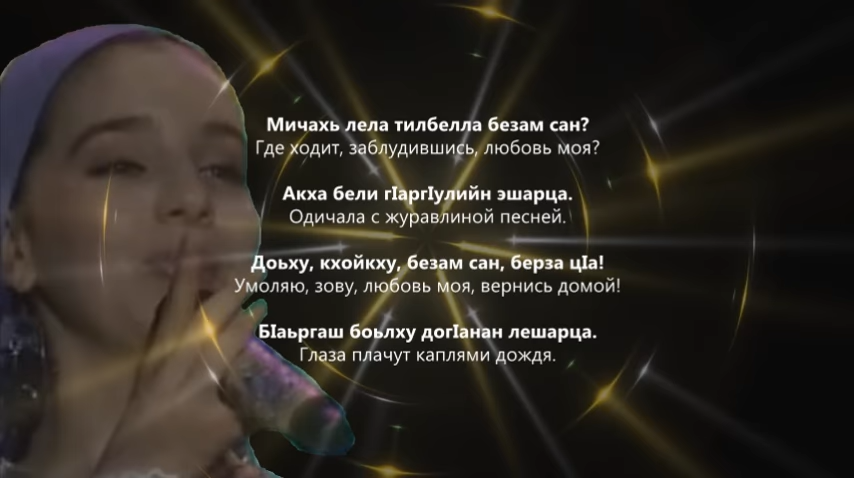 Мичахь лела тилбелла безам сан?
Где ходит, заблудившись, любовь моя?
Акха бели гӀаргӀулийн эшарца.
Одичала с журавлиной песней.
Доьху, кхойкху, безам сан, берза цӀа!
Умоляю, зову, любовь моя, вернись домой!
БӀаьргаш боьлху догӀанан лешарца.
Глаза плачут каплями дождя.